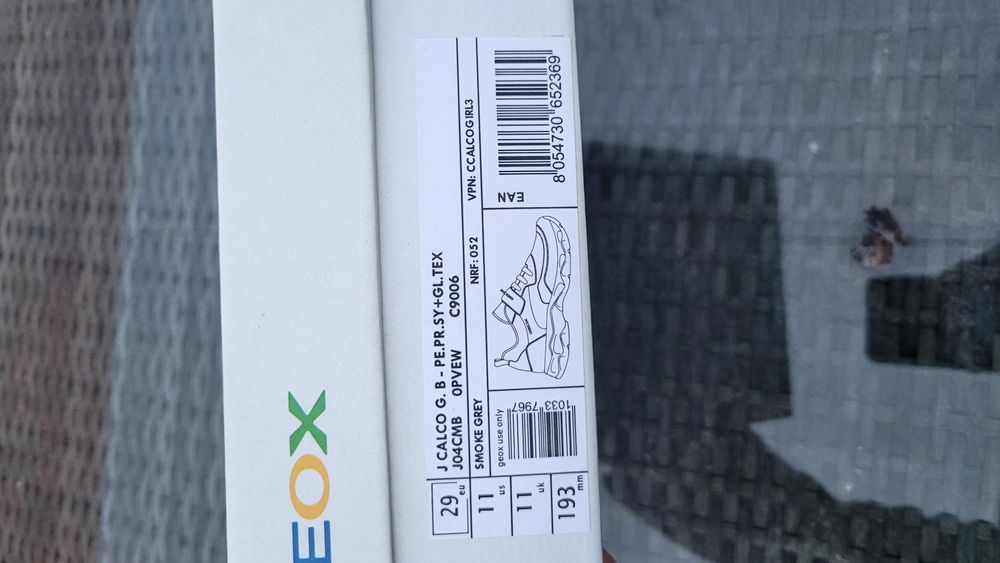 EOX
J CALCO G. B - PE.PR.SY+GL.TEX
J04CMB 0PVEW C9006
SMOKE GREY NRF: 052 VPN: CCALCOGIRL3
29 eu
11 us
11 uk
193 mm
geox use only
1033 7967
EAN
8 054730 652369